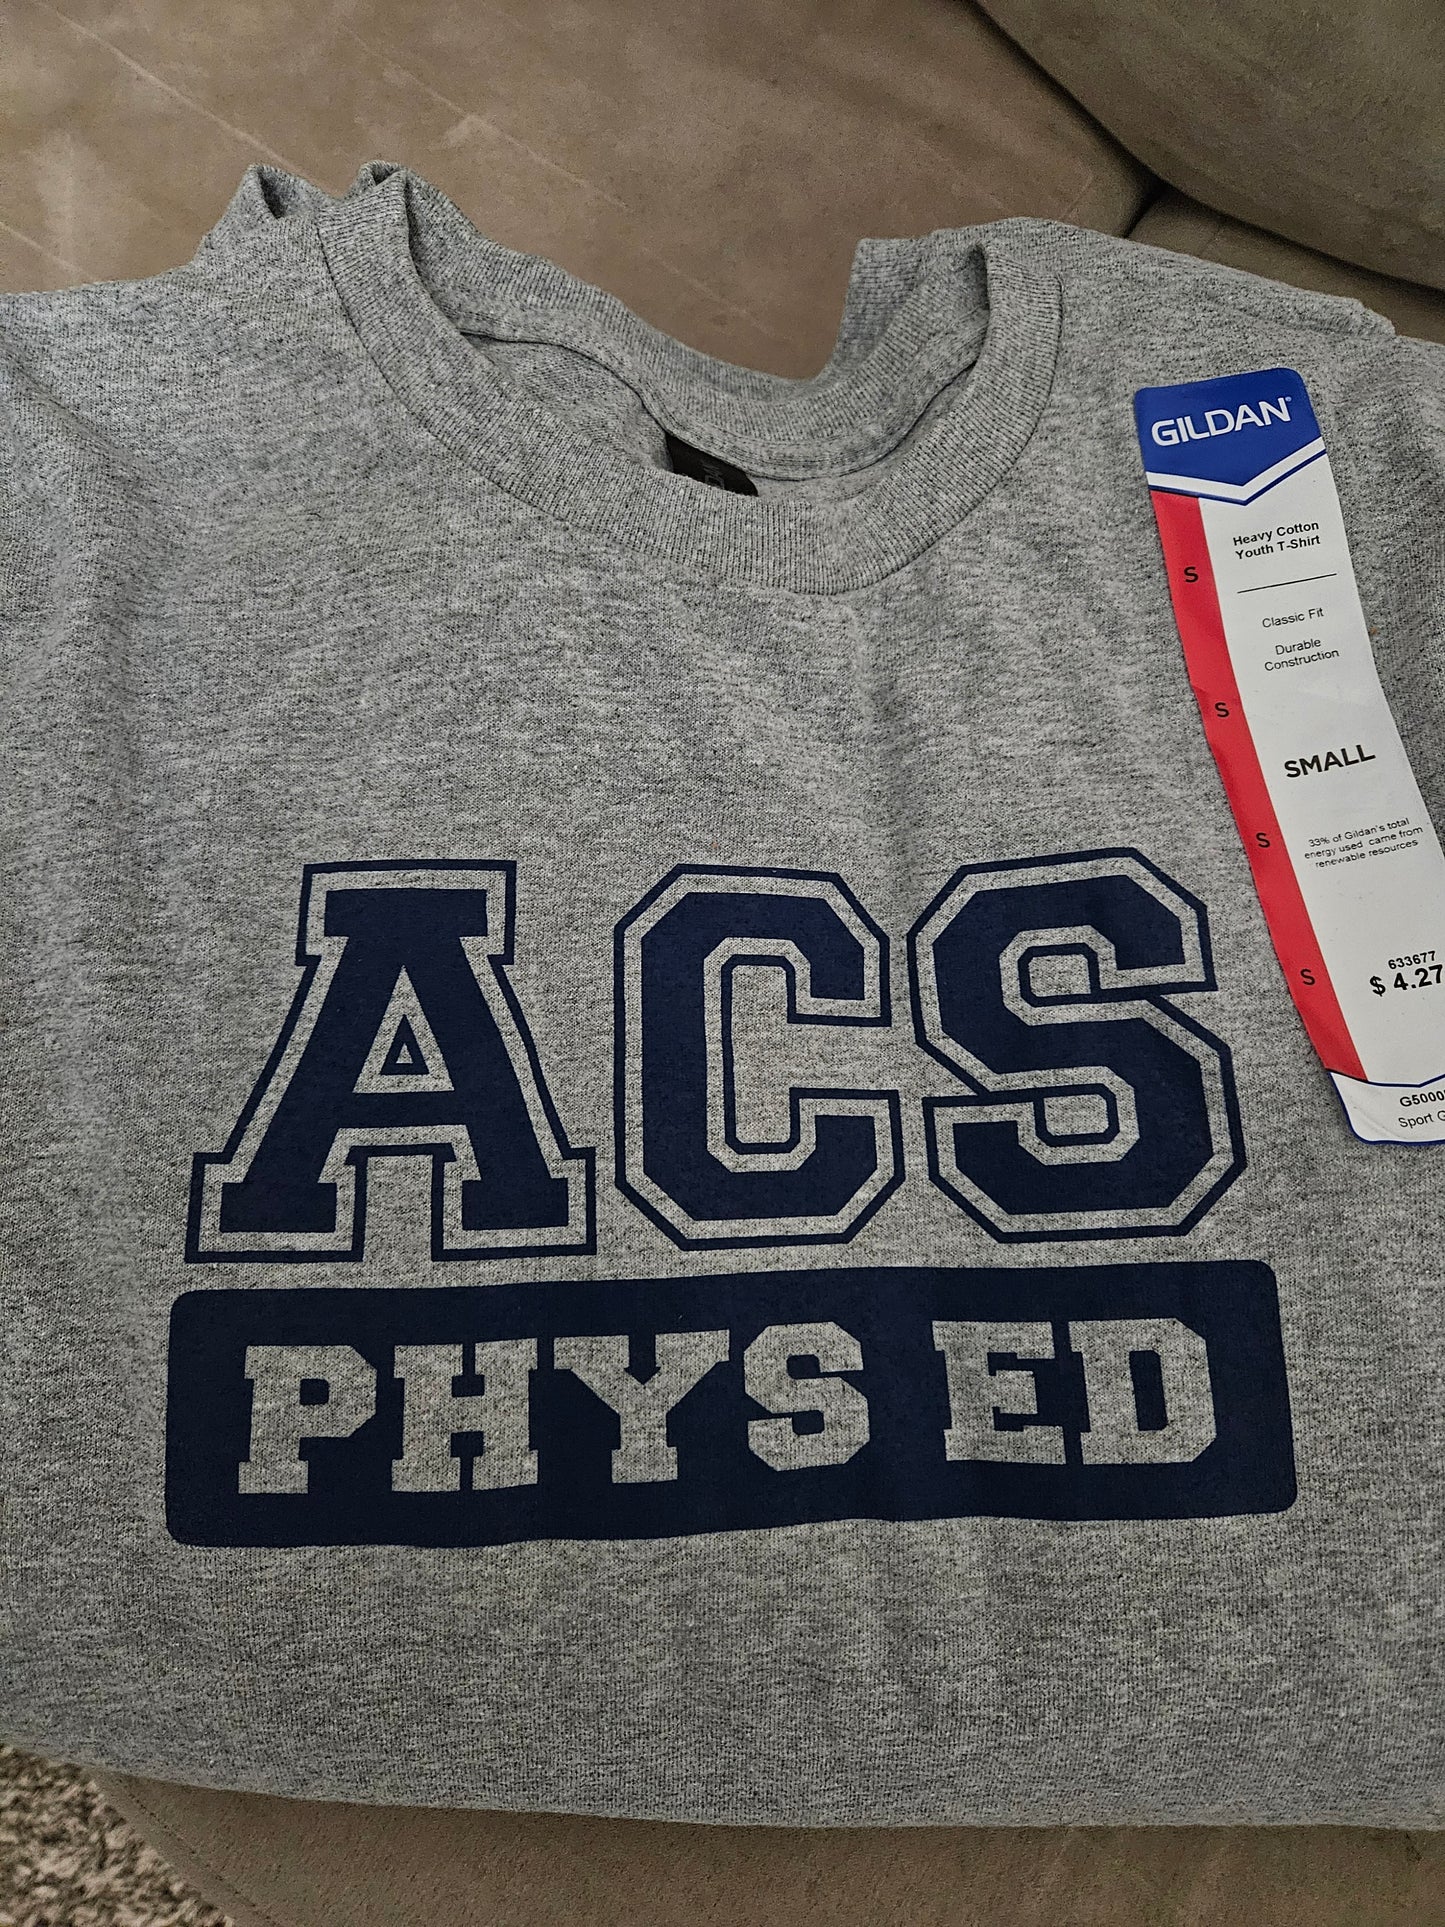 GILDAN®
Heavy Cotton
Youth T-Shirt
S
Classic Fit
Durable
Construction
S
SMALL
S
33% of Gildan's total
energy used came from
renewable resources
S
633677
$ 4.27
Sport
ACS
PHYS ED